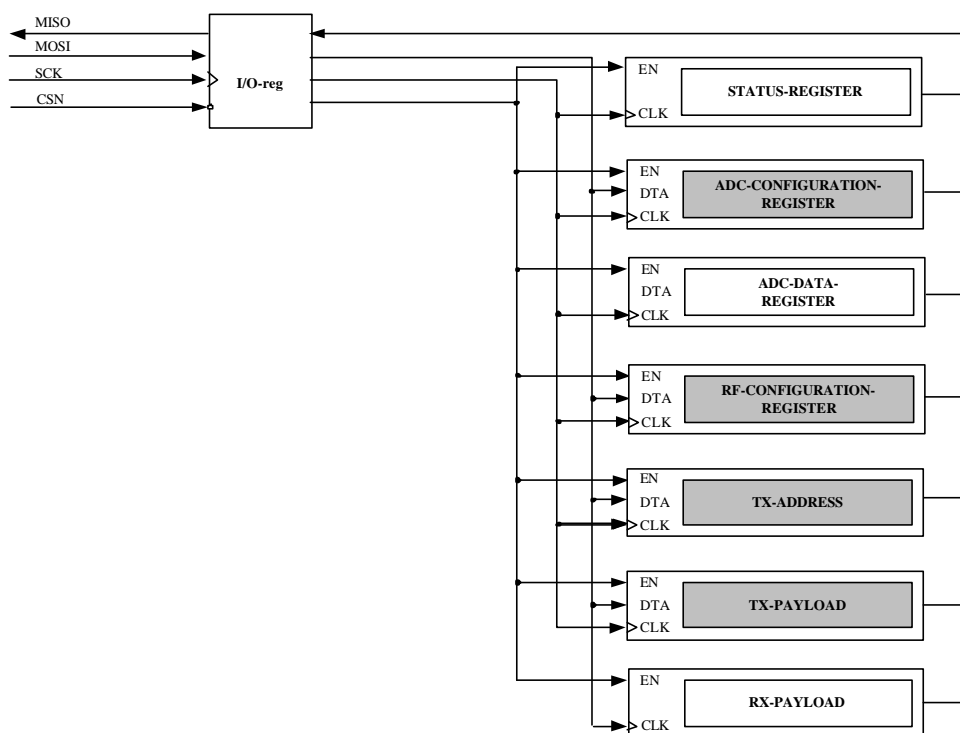 MISO
MOSI
SCK
CSN
I/O-reg
EN
STATUS-REGISTER
CLK
EN
DTA
CLK
ADC-CONFIGURATION-
REGISTER
EN
DTA
CLK
ADC-DATA-
REGISTER
EN
DTA
CLK
RF-CONFIGURATION-
REGISTER
EN
DTA
CLK
TX-ADDRESS
EN
DTA
CLK
TX-PAYLOAD
EN
CLK
RX-PAYLOAD